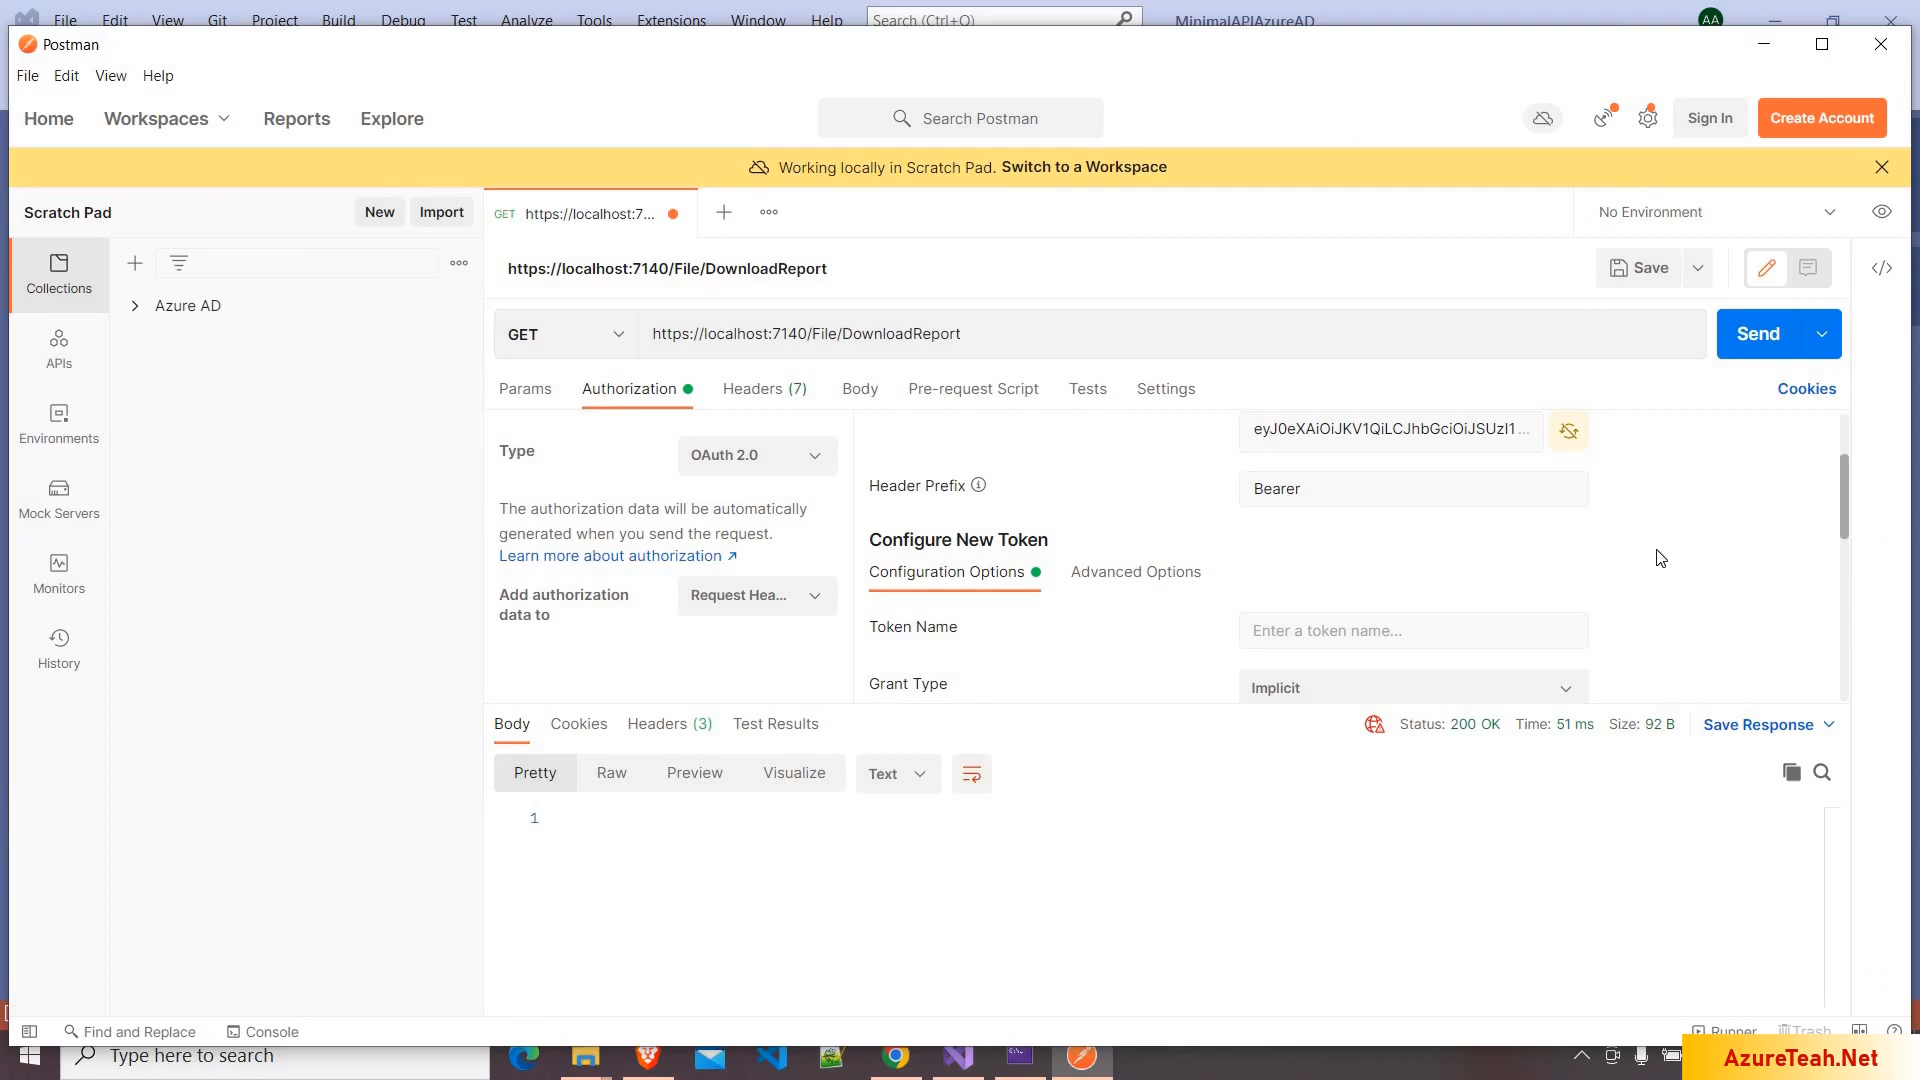 File Edit View Git Project Build Debug Test Analyze Tools Extensions Window Help Search (Ctrl+Q) MinimalAPIAzureAD AA
Postman
File Edit View Help
Home Workspaces Reports Explore Search Postman Sign In Create Account
Working locally in Scratch Pad. Switch to a Workspace
Scratch Pad New Import GET https://localhost:7... No Environment
Collections
Azure AD
APIs
Environments
Mock Servers
Monitors
History
https://localhost:7140/File/DownloadReport Save
GET https://localhost:7140/File/DownloadReport Send
Params Authorization Headers (7) Body Pre-request Script Tests Settings Cookies
Type OAuth 2.0
The authorization data will be automatically
generated when you send the request.
Learn more about authorization ↗
Add authorization
data to
Request Hea...
eyJ0eXAiOiJKV1QiLCJhbGciOiJSUzI1...
Header Prefix Bearer
Configure New Token
Configuration Options Advanced Options
Token Name Enter a token name...
Grant Type Implicit
Body Cookies Headers (3) Test Results Status: 200 OK Time: 51 ms Size: 92 B Save Response
Pretty Raw Preview Visualize Text
1
Find and Replace Console Runner Trash
Type here to search
AzureTeah.Net